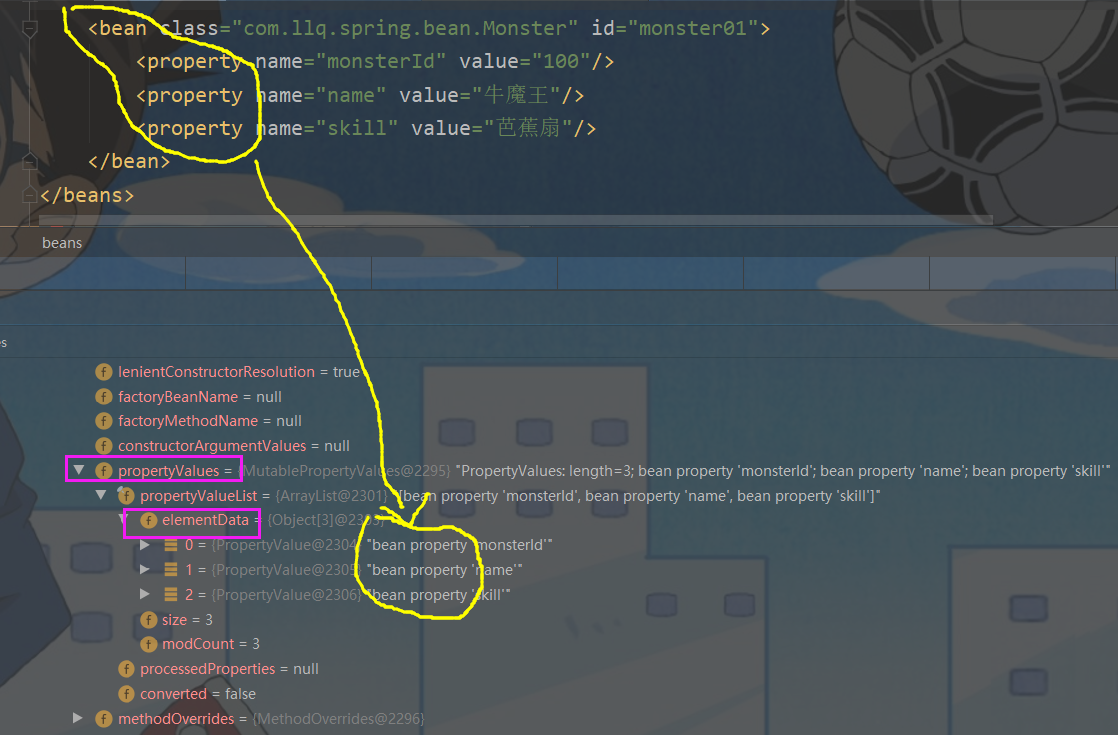 <bean class="com.llq.spring.bean.Monster" id="monster01">
<property name="monsterId" value="100"/>
<property name="name" value="牛魔王"/>
<property name="skill" value="芭蕉扇"/>
</bean>
</beans>
beans
s
f lenientConstructorResolution = true
f factoryBeanName = null
f factoryMethodName = null
f constructorArgumentValues = null
f propertyValues = {MutablePropertyValues@2295} "PropertyValues: length=3; bean property 'monsterId'; bean property 'name'; bean property 'skill'"
f propertyValueList = {ArrayList@2301} "[bean property 'monsterId', bean property 'name', bean property 'skill']"
f elementData = {Object[3]@2303}
0 = {PropertyValue@2304} "bean property 'monsterId'"
1 = {PropertyValue@2305} "bean property 'name'"
2 = {PropertyValue@2306} "bean property 'skill'"
f size = 3
f modCount = 3
f processedProperties = null
f converted = false
f methodOverrides = {MethodOverrides@2296}